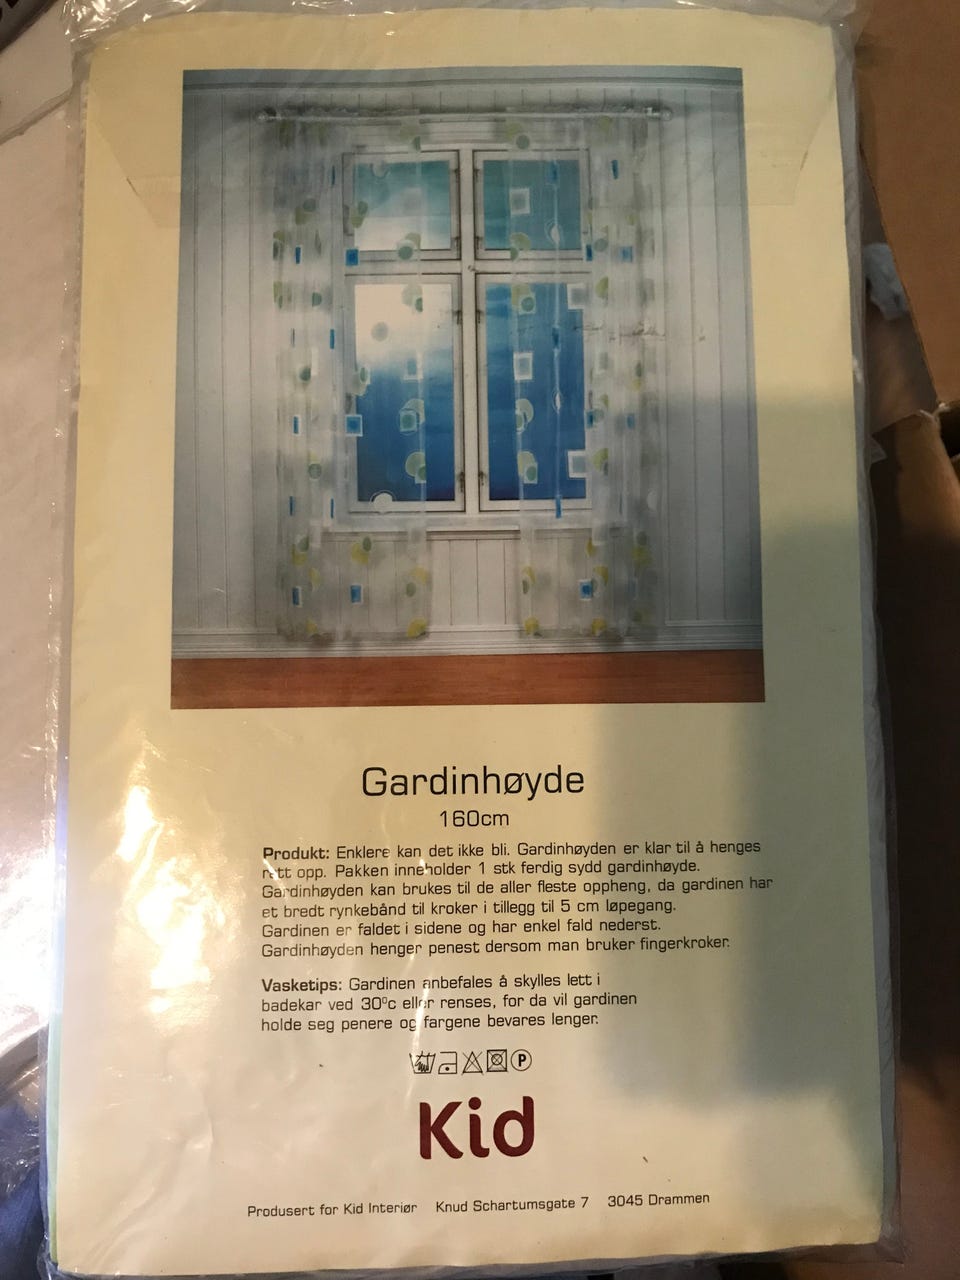 Gardinhøyde
160cm
Produkt: Enklere kan det ikke bli. Gardinhøyden er klar til å henges
rett opp. Pakken inneholder 1 stk ferdig sydd gardinhøyde.
Gardinhøyden kan brukes til de aller fleste oppheng, da gardinen har
et bredt rynkebånd til kroker i tillegg til 5 cm løpegang.
Gardinen er faldet i sidene og har enkel fald nederst.
Gardinhøyden henger penest dersom man bruker fingerkroker.
Vasketips: Gardinen anbefales å skylles lett i
badekar ved 30ºc eller renses, for da vil gardinen
holde seg penere og fargene bevares lenger.
P
Kid
Produsert for Kid Interiør Knud Schartumsgate 7 3045 Drammen